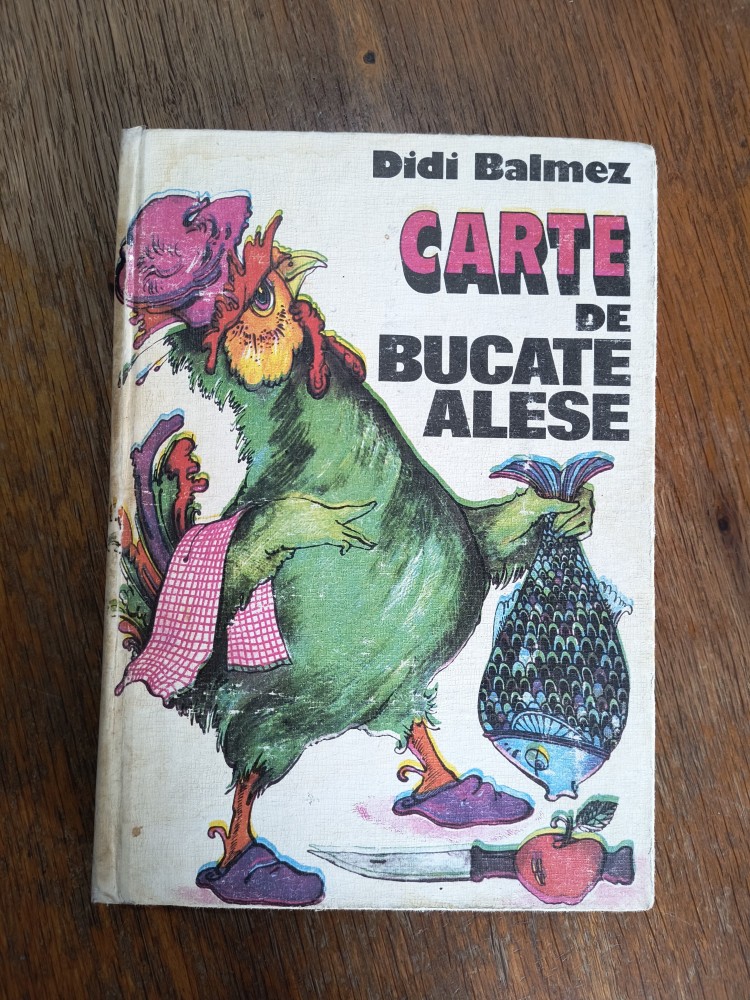 Didi Balmez
CARTE
DE
BUCATE
ALESE